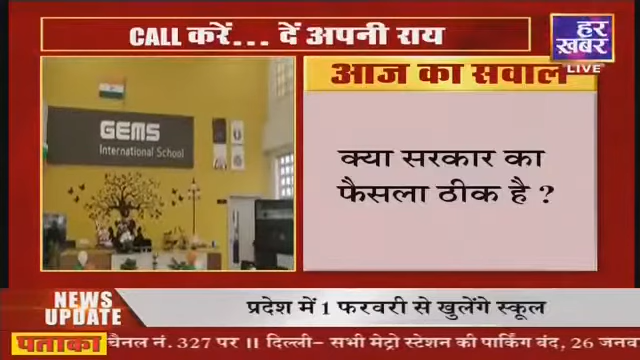 CALL करें... दें अपनी राय
हर
ख़बर
LIVE
आज का सवाल
GEMS
International School
क्या सरकार का
फैसला ठीक है ?
NEWS
UPDATE
प्रदेश में 1 फरवरी से खुलेंगे स्कूल
पताका
चैनल नं. 327 पर II दिल्ली- सभी मेट्रो स्टेशन की पार्किंग बंद, 26 जनव